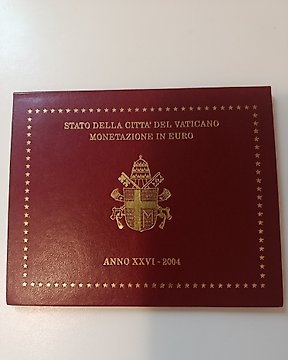 STATO DELLA CITTA' DEL VATICANO
MONETAZIONE IN EURO
M
ANNO XXVI - 2004